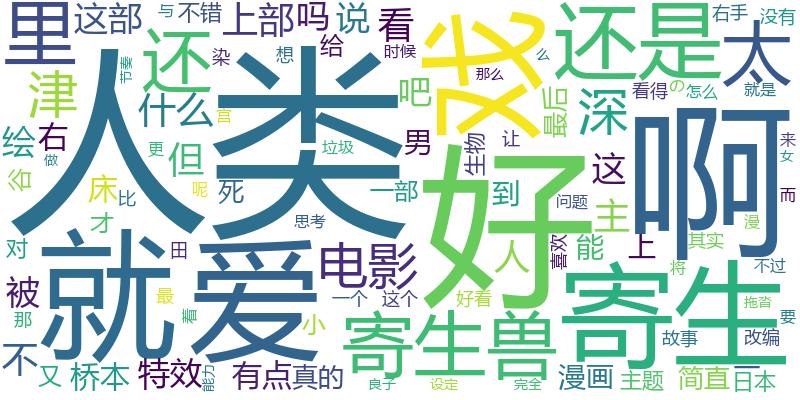 里 这部 与 不错 上部 吗 说 看 戏 还是 右手 没有
津 还 染 想 给 时候 太
人类 节奏 什么 吧 那么 么 最后 深 看得 の 怎么 就是
绘 右 但 宫 垃圾 男 生物 让 这 啊
谷 做 更 床 比 呢 死 一部 到 问题 主 来 女
对 才 思考 好 人 喜欢 能 上 其实 漫 而
被 就 田 爱 电影 将 不过
那 最 着 一个 这个 好看 寄生 拖沓 要
不 小 寄生兽 故事 改编
又 桥本 特效 能力 有点 真的 良子 设定 完全 漫画 主题 简直 一 日本